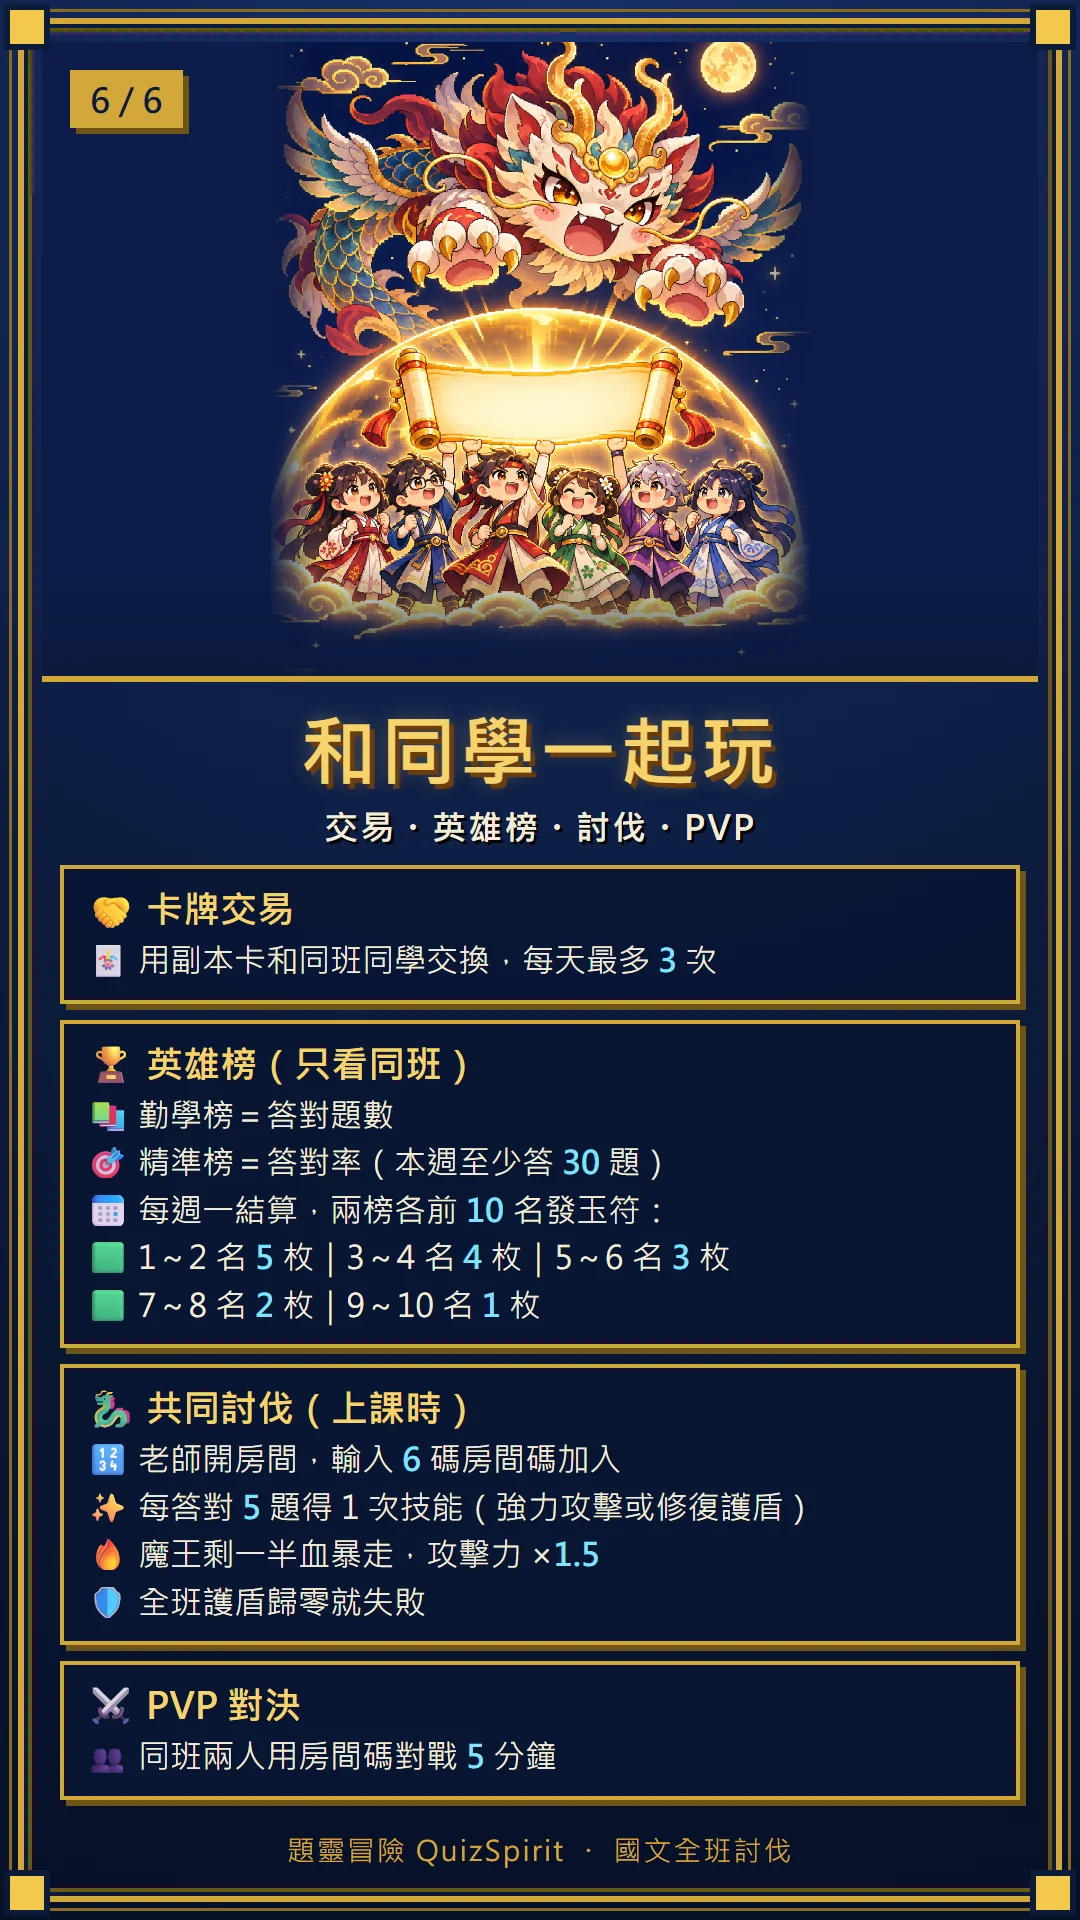 6/6
和同學一起玩
交易・英雄榜・討伐・PVP
卡牌交易
用副本卡和同班同學交換，每天最多 3 次
英雄榜（只看同班）
勤學榜＝答對題數
精準榜＝答對率（本週至少答 30 題）
每週一結算，兩榜各前 10 名發玉符：
1～2 名 5 枚｜3～4 名 4 枚｜5～6 名 3 枚
7～8 名 2 枚｜9～10 名 1 枚
共同討伐（上課時）
老師開房間，輸入 6 碼房間碼加入
每答對 5 題得 1 次技能（強力攻擊或修復護盾）
魔王剩一半血暴走，攻擊力 ×1.5
全班護盾歸零就失敗
PVP 對決
同班兩人用房間碼對戰 5 分鐘
題靈冒險 QuizSpirit · 國文全班討伐